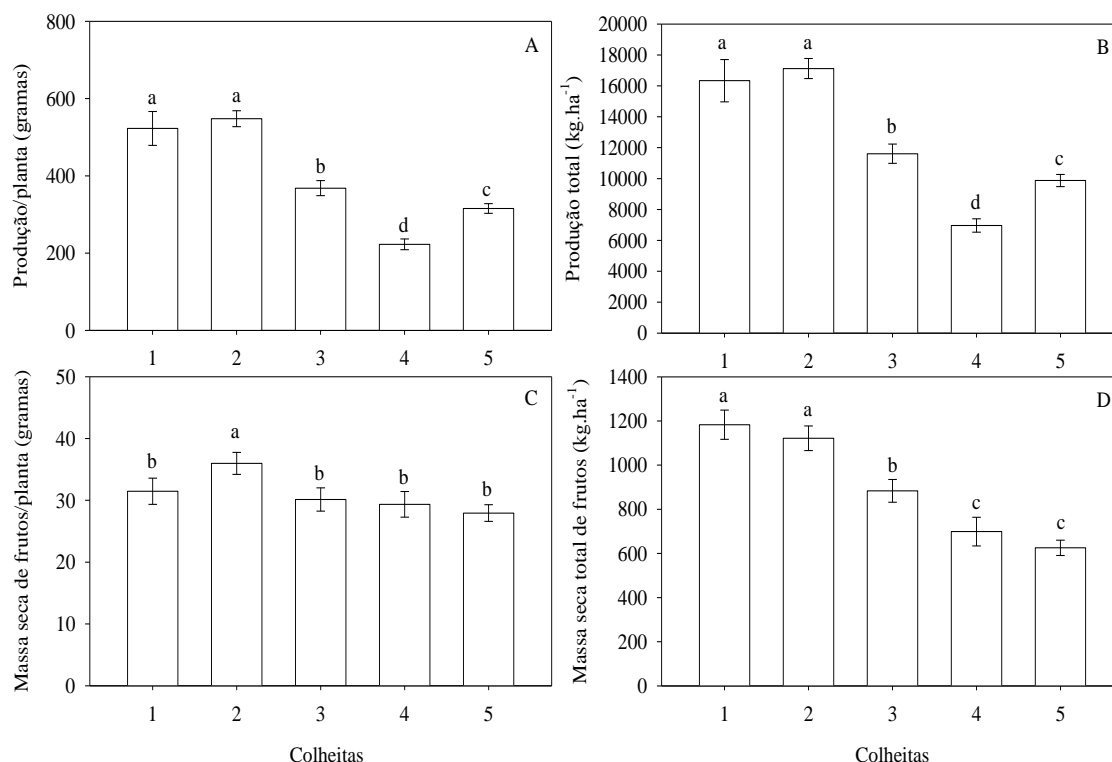 A
Produção/planta (gramas)
800
600
400
200
0
a
a
b
d
c
1 2 3 4 5
B
Produção total (kg.ha-1)
20000
18000
16000
14000
12000
10000
8000
6000
4000
2000
0
a
a
b
d
c
1 2 3 4 5
C
Massa seca de frutos/planta (gramas)
50
40
30
20
10
0
b
a
b
b
b
1 2 3 4 5
Colheitas
D
Massa seca total de frutos (kg.ha-1)
1400
1200
1000
800
600
400
200
0
a
a
b
c
c
1 2 3 4 5
Colheitas